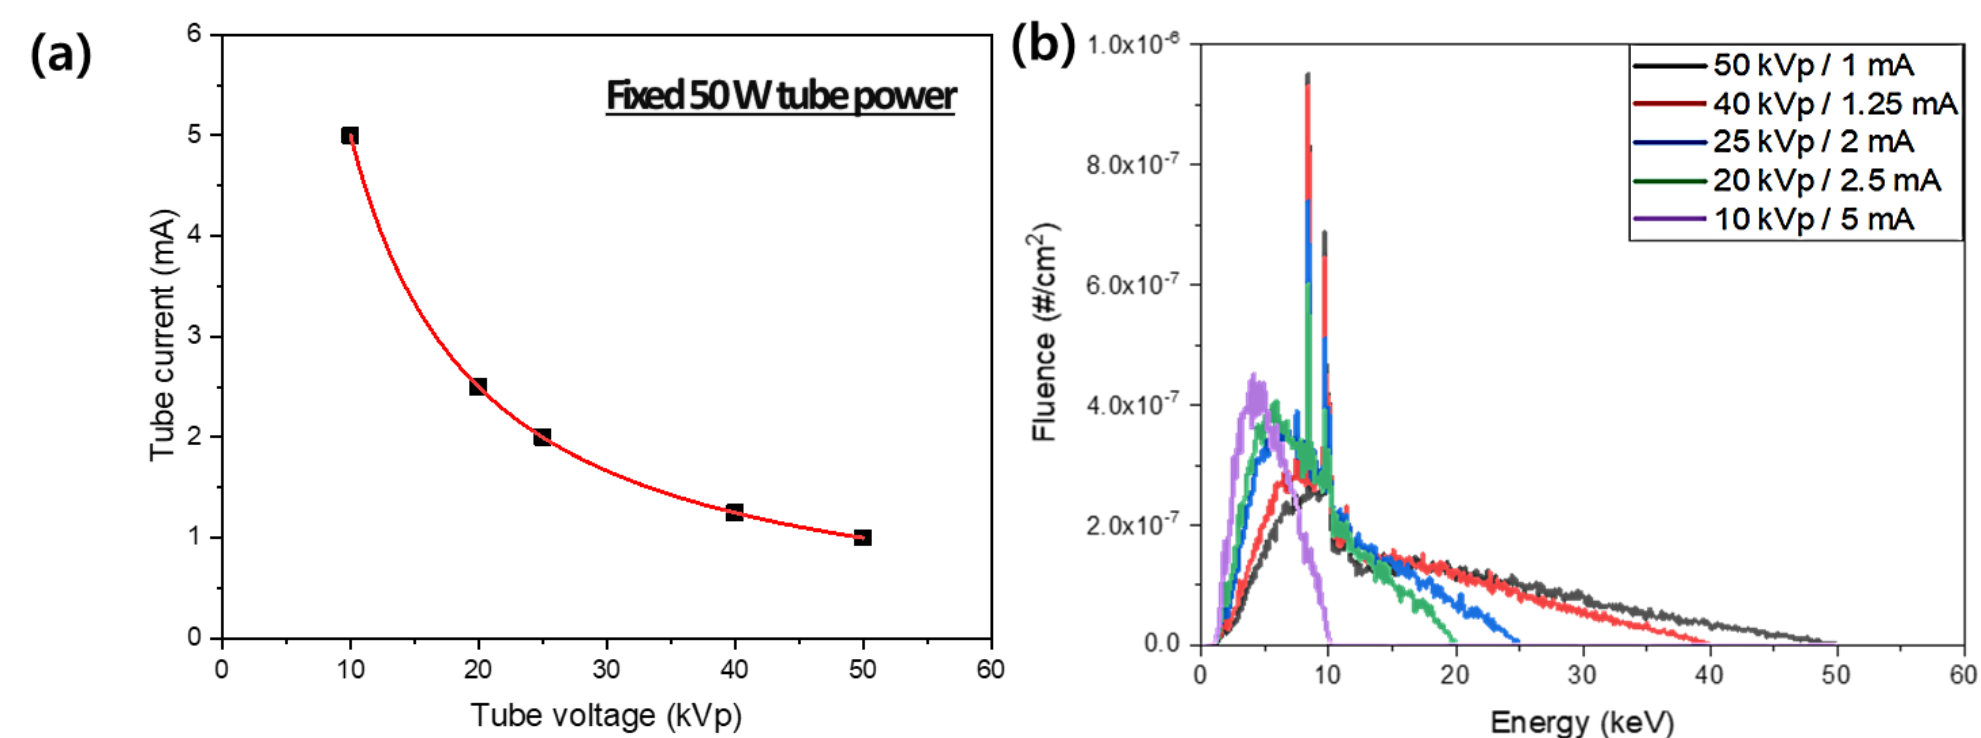 (a)
Fixed 50 W tube power
6
5
4
3
2
1
0
Tube current (mA)
0 10 20 30 40 50 60
Tube voltage (kVp)
(b)
1.0x10⁻⁶
8.0x10⁻⁷
6.0x10⁻⁷
4.0x10⁻⁷
2.0x10⁻⁷
0.0
Fluence (#/cm²)
50 kVp / 1 mA
40 kVp / 1.25 mA
25 kVp / 2 mA
20 kVp / 2.5 mA
10 kVp / 5 mA
0 10 20 30 40 50 60
Energy (keV)